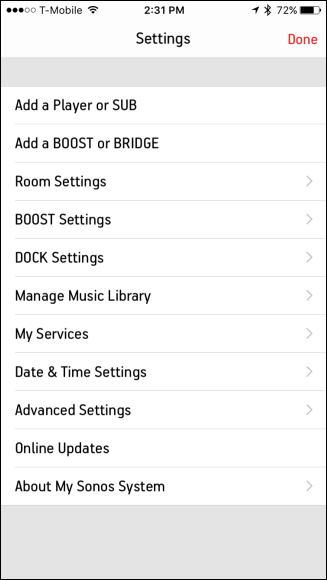 T-Mobile 2:31 PM 72%
Settings Done
Add a Player or SUB
Add a BOOST or BRIDGE
Room Settings
BOOST Settings
DOCK Settings
Manage Music Library
My Services
Date & Time Settings
Advanced Settings
Online Updates
About My Sonos System